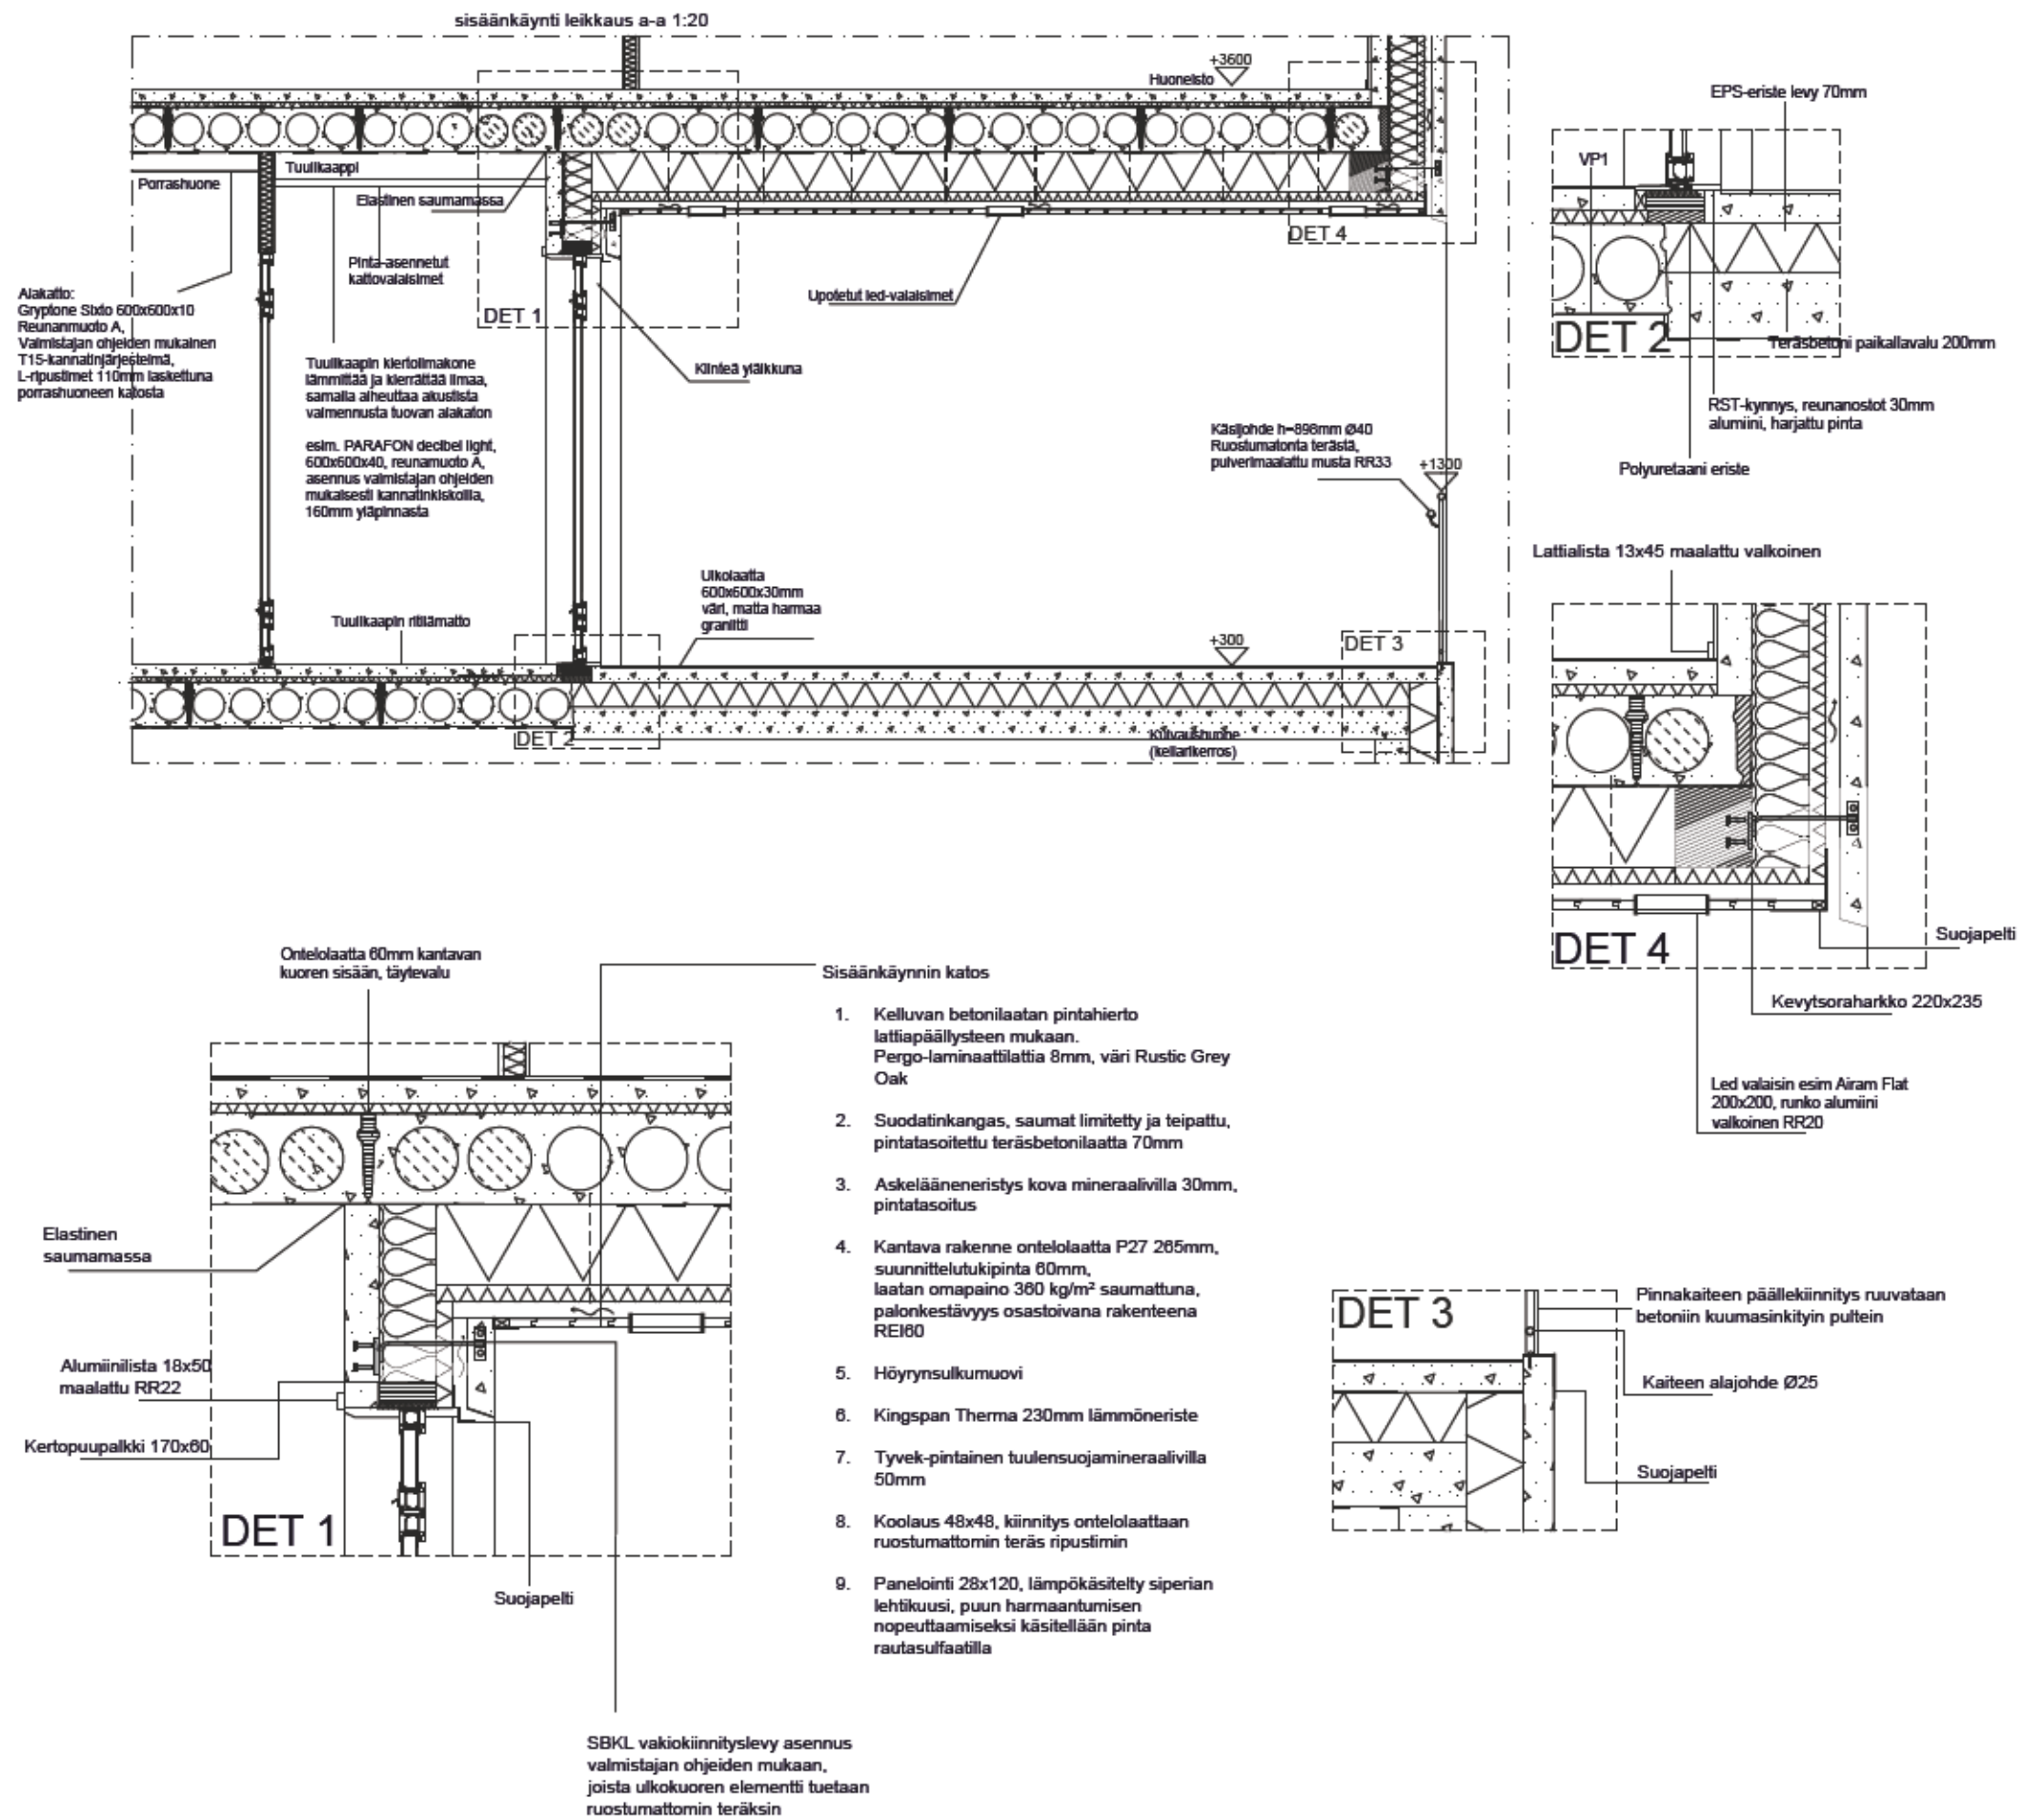 sisäänkäynti leikkaus a-a 1:20
+3600
Huoneisto
Tuulikaappi
Porrashuone
Elastinen saumamassa
DET 4
Pinta-asennetut
kattovalaisimet
Upotetut led-valaisimet
DET 1
Alakatto:
Gryptone Sixto 600x600x10
Reunanmuoto A,
Valmistajan ohjeiden mukainen
T15-kannatinjärjestelmä,
L-ripustimet 110mm laskettuna
porrashuoneen katosta
Tuulikaapin kiertoilmakone
lämmittää ja kierrättää ilmaa,
samalla aiheuttaa akustista
vaimennusta tuovan alakaton
esim. PARAFON decibel light,
600x600x40, reunamuoto A,
asennus valmistajan ohjeiden
mukaisesti kannatinkiskoilla,
160mm yläpinnasta
Kiinteä yläikkuna
Käsijohde h=898mm Ø40
Ruostumatonta terästä,
pulverimaalattu musta RR33
+1300
Ulkolaatta
600x600x30mm
väri, matta harmaa
graniitti
Tuulikaapin ritilämatto
+300
DET 3
DET 2
Kuivaushuone
(kellarikerros)
EPS-eriste levy 70mm
VP1
DET 2
Teräsbetoni paikallavalu 200mm
RST-kynnys, reunanostot 30mm
alumiini, harjattu pinta
Polyuretaani eriste
Lattialista 13x45 maalattu valkoinen
DET 4
Suojapelti
Kevytsoraharkko 220x235
Led valaisin esim Airam Flat
200x200, runko alumiini
valkoinen RR20
Ontelolaatta 60mm kantavan
kuoren sisään, täytevalu
Elastinen
saumamassa
Alumiinilista 18x50
maalattu RR22
Kertopuupalkki 170x60
DET 1
Suojapelti
SBKL vakiokiinnityslevy asennus
valmistajan ohjeiden mukaan,
joista ulkokuoren elementti tuetaan
ruostumattomin teräksin
Sisäänkäynnin katos
1. Kelluvan betonilaatan pintahierto
lattiapäällysteen mukaan.
Pergo-laminaattilattia 8mm, väri Rustic Grey
Oak
2. Suodatinkangas, saumat limitetty ja teipattu,
pintatasoitettu teräsbetonilaatta 70mm
3. Askelääneneristys kova mineraalivilla 30mm,
pintatasoitus
4. Kantava rakenne ontelolaatta P27 265mm,
suunnittelutukipinta 60mm,
laatan omapaino 360 kg/m² saumattuna,
palonkestävyys osastoivana rakenteena
REI60
5. Höyrynsulkumuovi
6. Kingspan Therma 230mm lämmöneriste
7. Tyvek-pintainen tuulensuojamineraalivilla
50mm
8. Koolaus 48x48, kiinnitys ontelolaattaan
ruostumattomin teräs ripustimin
9. Panelointi 28x120, lämpökäsitelty siperian
lehtikuusi, puun harmaantumisen
nopeuttaamiseksi käsitellään pinta
rautasulfaatilla
DET 3
Pinnakaiteen päällekiinnitys ruuvataan
betoniin kuumasinkityin pultein
Kaiteen alajohde Ø25
Suojapelti